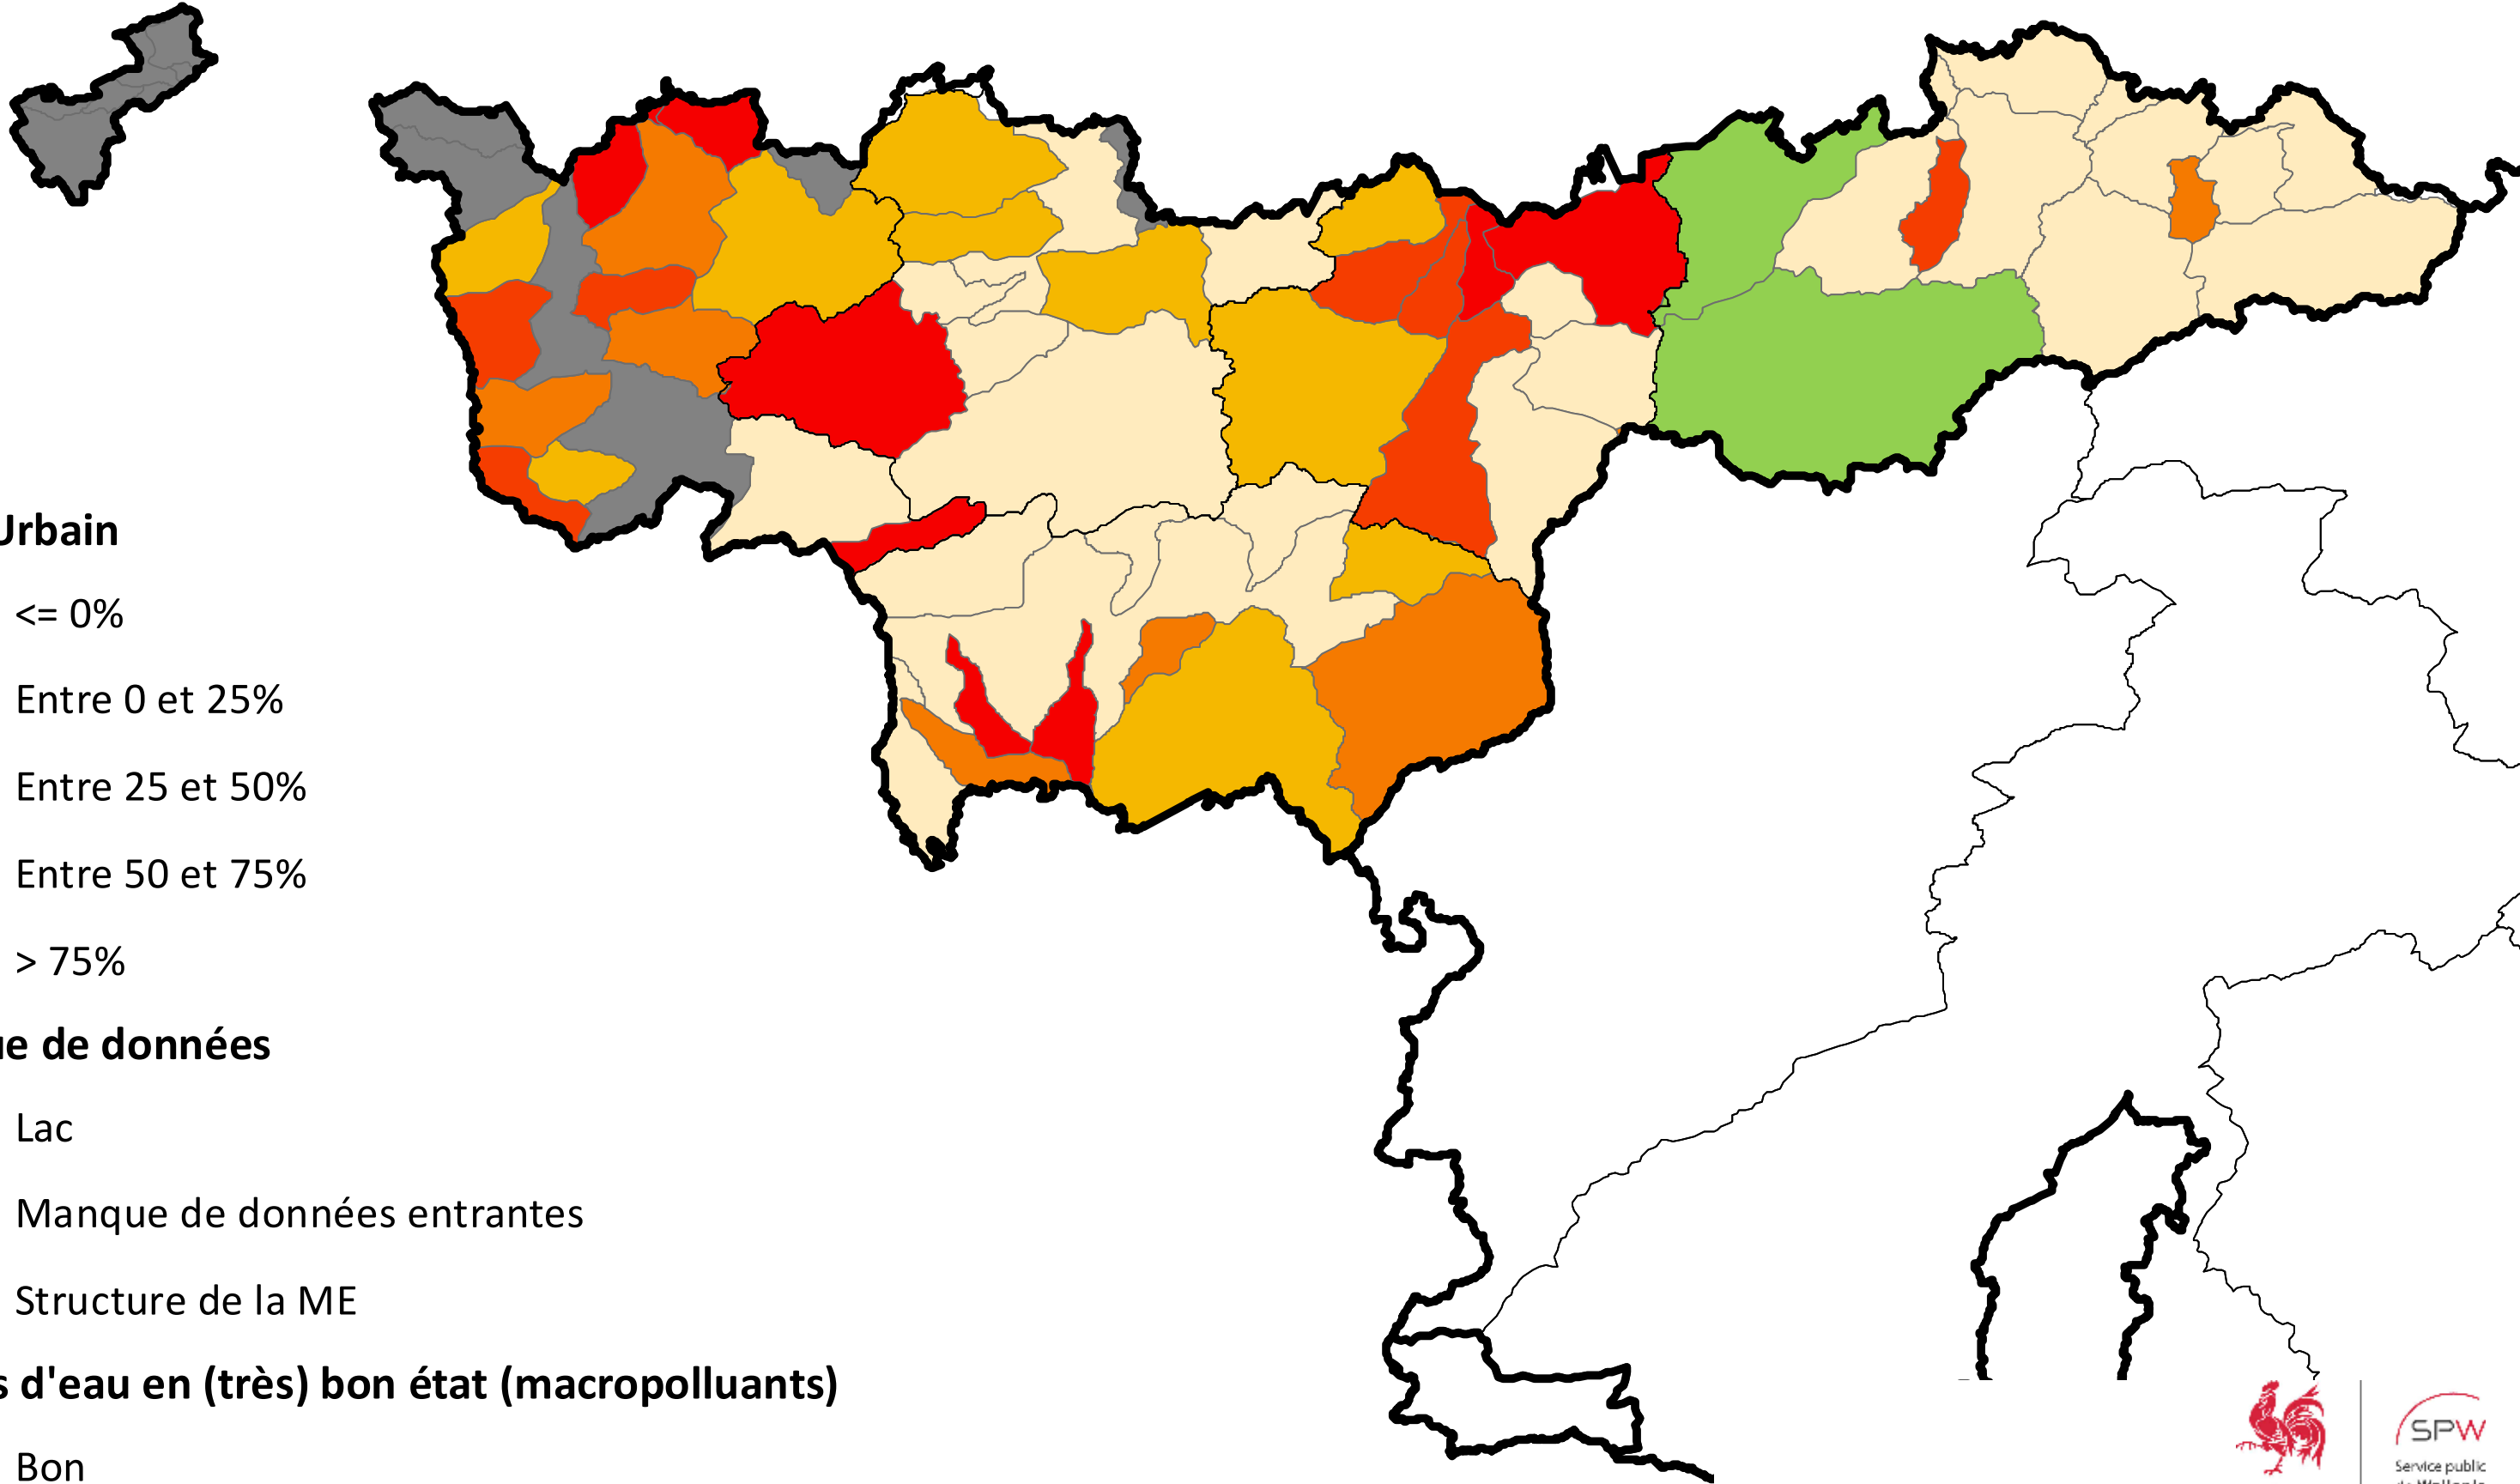 Urbain
<= 0%
Entre 0 et 25%
Entre 25 et 50%
Entre 50 et 75%
> 75%
de données
Lac
Manque de données entrantes
Structure de la ME
d'eau en (très) bon état (macropolluants)
Bon
SPW
Service public